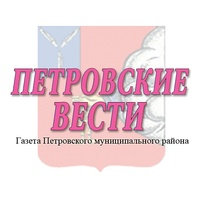 ПЕТРОВСКИЕ
ВЕСТИ
Газета Петровского муниципального района